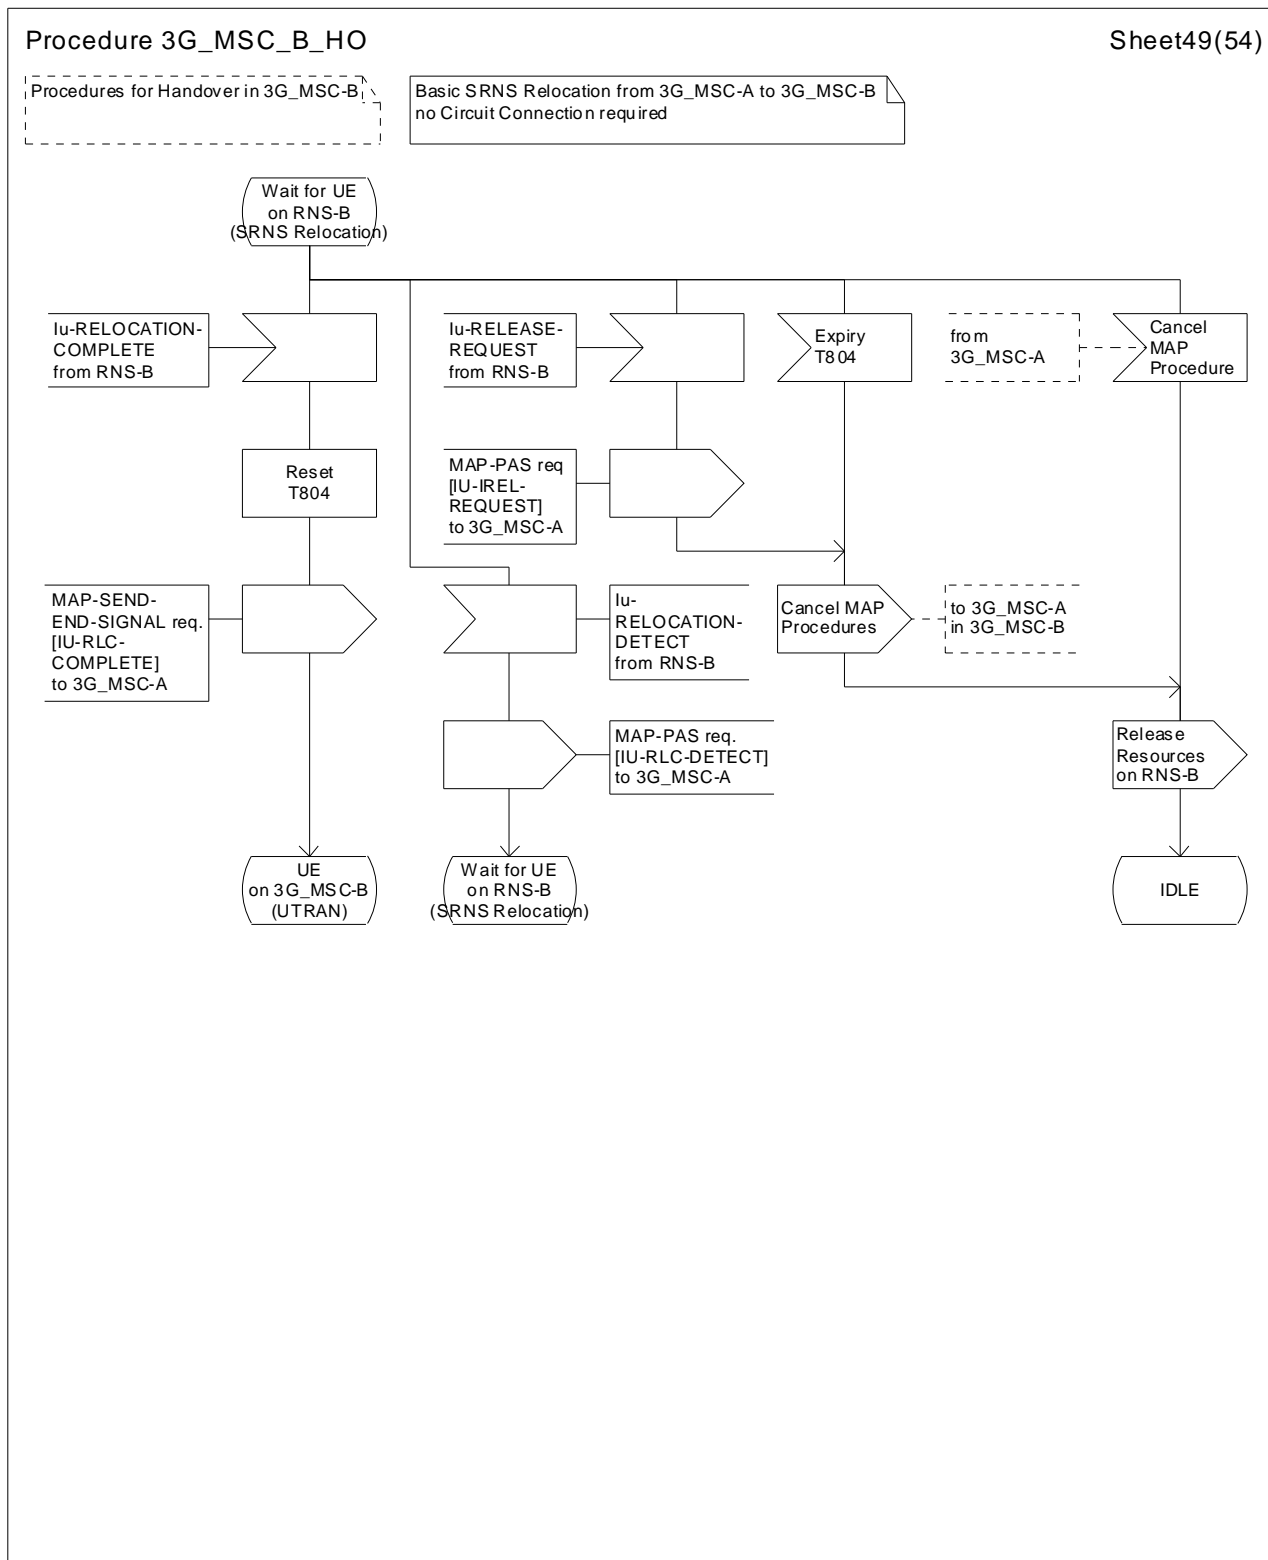 Procedure 3G_MSC_B_HO
Sheet49(54)
Procedures for Handover in 3G_MSC-B
Basic SRNS Relocation from 3G_MSC-A to 3G_MSC-B
no Circuit Connection required
Wait for UE
on RNS-B
(SRNS Relocation)
Iu-RELOCATION-
COMPLETE
from RNS-B
Iu-RELEASE-
REQUEST
from RNS-B
Expiry
T804
from
3G_MSC-A
Cancel
MAP
Procedure
Reset
T804
MAP-PAS req
[IU-IREL-
REQUEST]
to 3G_MSC-A
MAP-SEND-
END-SIGNAL req.
[IU-RLC-
COMPLETE]
to 3G_MSC-A
Iu-
RELOCATION-
DETECT
from RNS-B
Cancel MAP
Procedures
to 3G_MSC-A
in 3G_MSC-B
MAP-PAS req.
[IU-RLC-DETECT]
to 3G_MSC-A
Release
Resources
on RNS-B
UE
on 3G_MSC-B
(UTRAN)
Wait for UE
on RNS-B
(SRNS Relocation)
IDLE